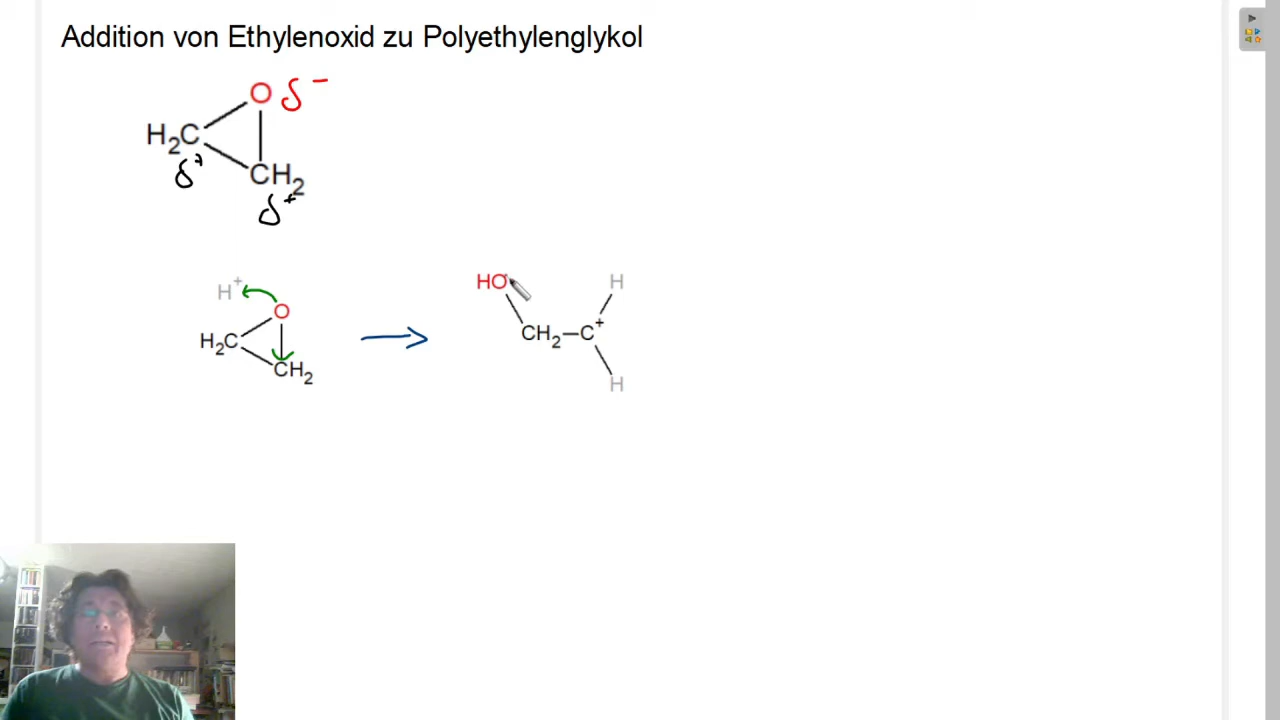 Addition von Ethylenoxid zu Polyethylenglykol
O δ⁻
H₂C
δ⁺
CH₂
δ⁺
H⁺
O
H₂C
CH₂
HO
H
CH₂–C⁺
H